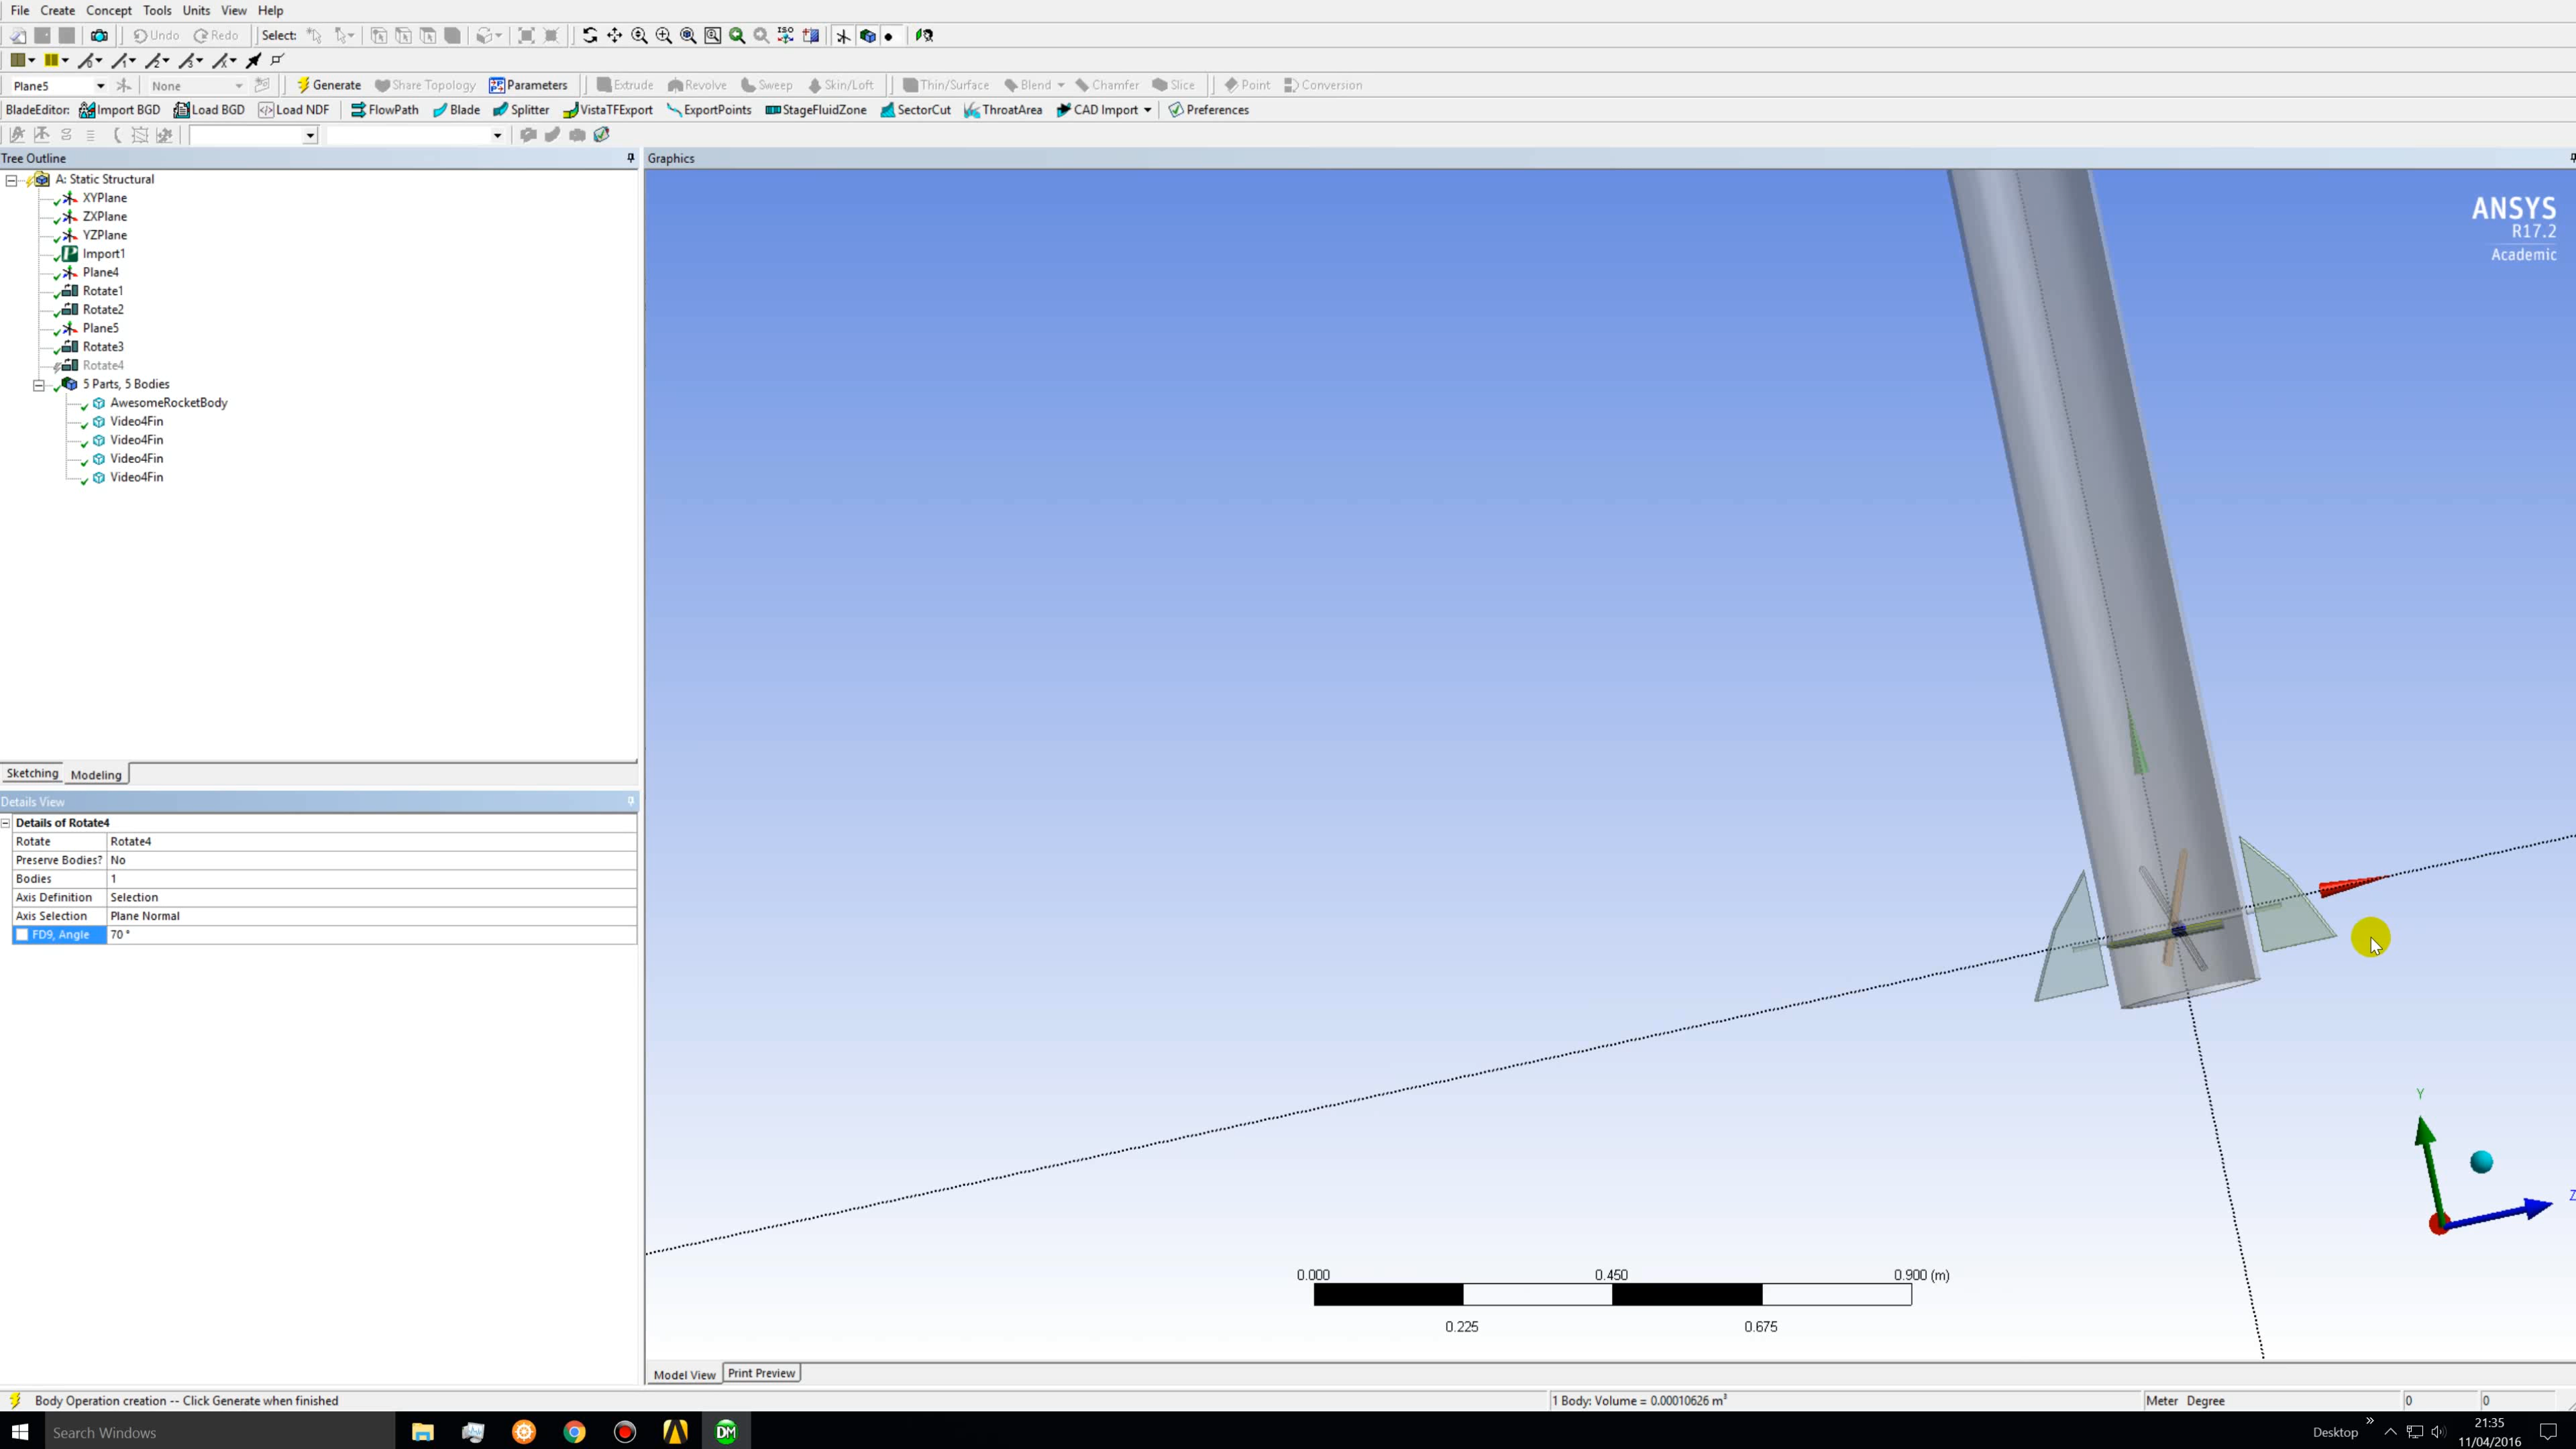 File Create Concept Tools Units View Help
Undo Redo Select: ISO
Plane5 None Generate Share Topology Parameters Extrude Revolve Sweep Skin/Loft Thin/Surface Blend Chamfer Slice Point Conversion
BladeEditor: Import BGD Load BGD Load NDF FlowPath Blade Splitter VistaTFExport ExportPoints StageFluidZone SectorCut ThroatArea CAD Import Preferences
Tree Outline
Graphics
A: Static Structural
XYPlane
ZXPlane
YZPlane
Import1
Plane4
Rotate1
Rotate2
Plane5
Rotate3
Rotate4
5 Parts, 5 Bodies
AwesomeRocketBody
Video4Fin
Video4Fin
Video4Fin
Video4Fin
ANSYS
R17.2
Academic
Sketching Modeling
Details View
Details of Rotate4
Rotate Rotate4
Preserve Bodies? No
Bodies 1
Axis Definition Selection
Axis Selection Plane Normal
FD9, Angle 70 °
Y
Z
0.000 0.450 0.900 (m)
0.225 0.675
Model View Print Preview
Body Operation creation -- Click Generate when finished
1 Body: Volume = 0.00010626 m³
Meter Degree 0 0
Search Windows
DM
Desktop
21:35
11/04/2016